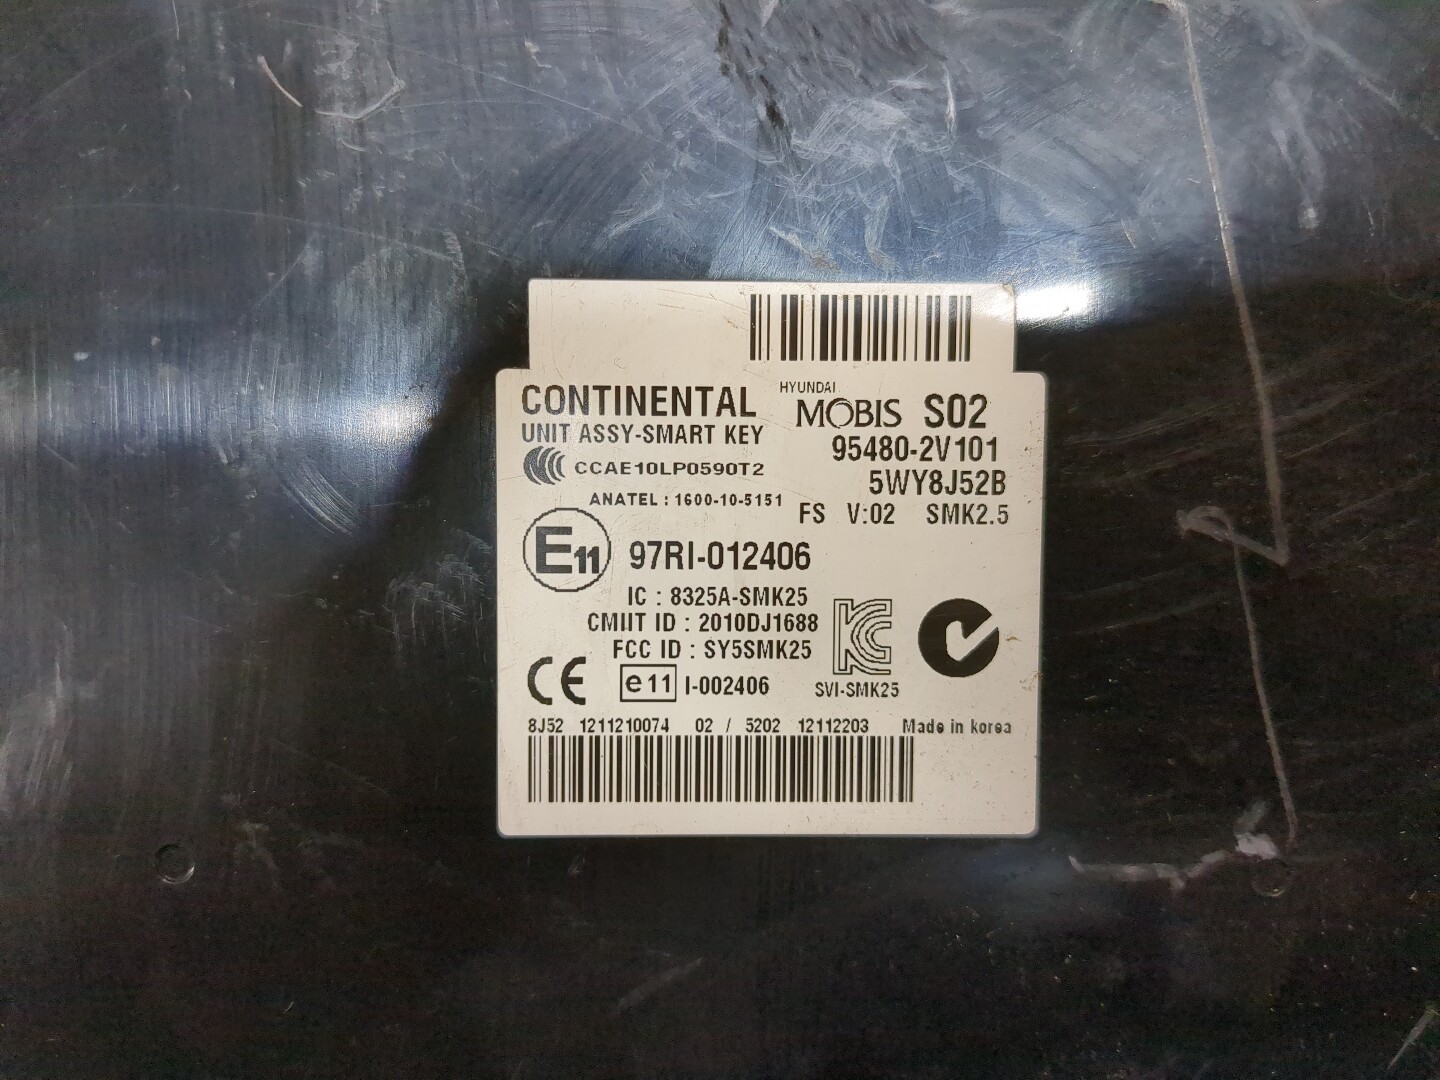 HYUNDAI
CONTINENTAL MOBIS S02
UNIT ASSY-SMART KEY 95480-2V101
CCAE10LP0590T2 5WY8J52B
ANATEL : 1600-10-5151 FS V:02 SMK2.5
E11 97RI-012406
IC : 8325A-SMK25
CMIIT ID : 2010DJ1688
FCC ID : SY5SMK25
CE e11 I-002406 SVI-SMK25
8J52 1211210074 02 / 5202 12112203 Made in korea